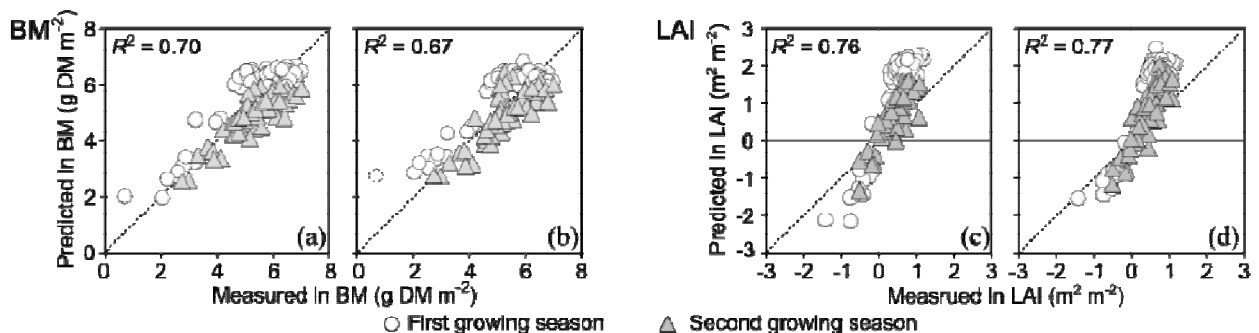 BM
LAI
R² = 0.70
R² = 0.67
R² = 0.76
R² = 0.77
Predicted ln BM (g DM m⁻²)
8
6
4
2
0
(a)
(b)
0 2 4 6 8
0 2 4 6 8
Measured ln BM (g DM m⁻²)
Predicted ln LAI (m² m⁻²)
3
2
1
0
-1
-2
-3
(c)
(d)
-3 -2 -1 0 1 2 3
-3 -2 -1 0 1 2 3
Measrued ln LAI (m² m⁻²)
First growing season
Second growing season